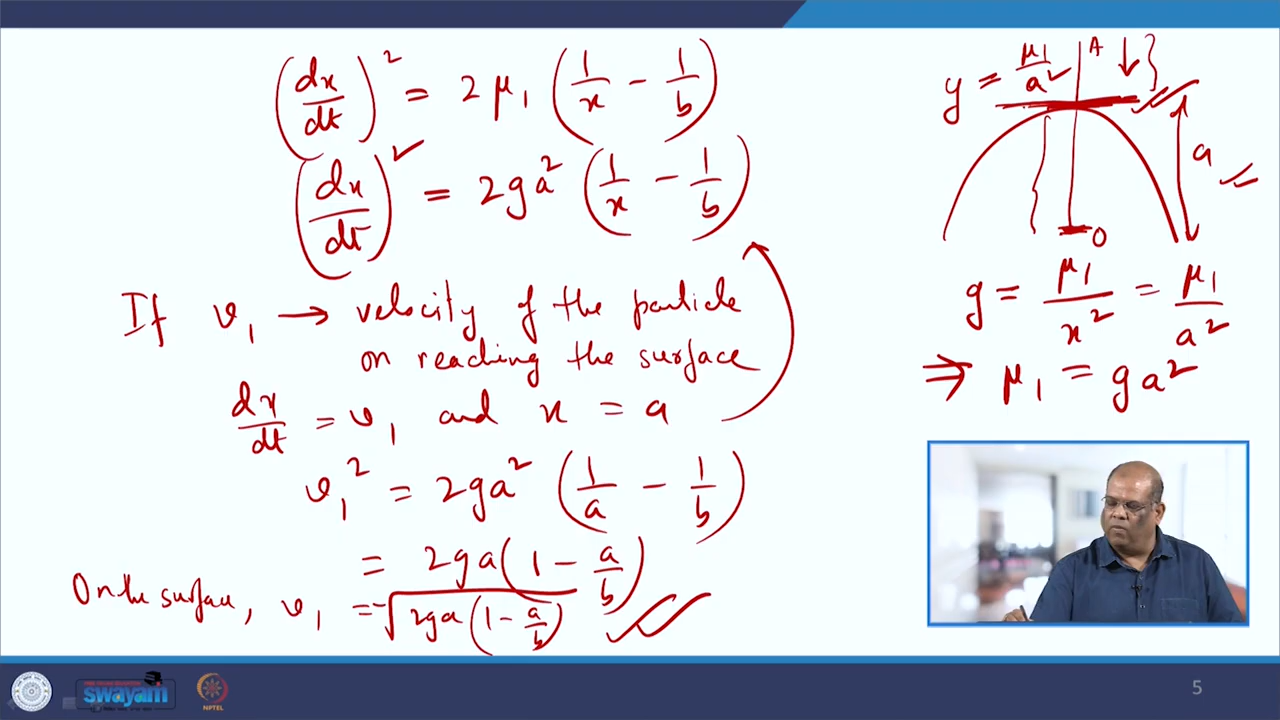 (dx/dt)² = 2μ₁ (1/x − 1/b)
(dx/dt)² = 2ga² (1/x − 1/b)
If v₁ → velocity of the particle
on reaching the surface
dx/dt = v₁ and x = a
v₁² = 2ga² (1/a − 1/b)
= 2ga (1 − a/b)
On the surface, v₁ = −√(2ga(1 − a/b))
y = μ₁/a²
A
a
O
g = μ₁/x² = μ₁/a²
⇒ μ₁ = ga²
swayam
NPTEL
5